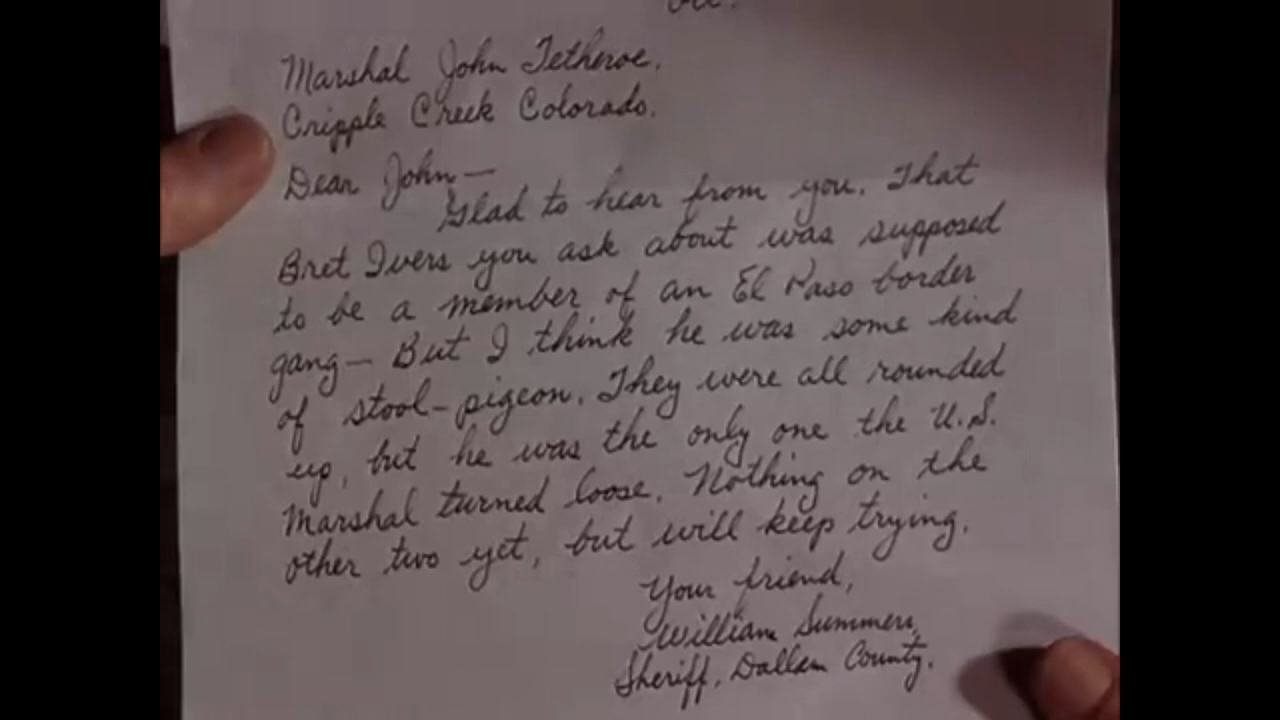 Marshal John Tetheroe,
Cripple Creek Colorado.
Dear John—
Glad to hear from you. That
Bret Ivers you ask about was supposed
to be a member of an El Paso border
gang— But I think he was some kind
of stool-pigeon. They were all rounded
up, but he was the only one the U.S.
Marshal turned loose. Nothing on the
other two yet, but will keep trying.
Your friend,
William Summers,
Sheriff, Dallam County.